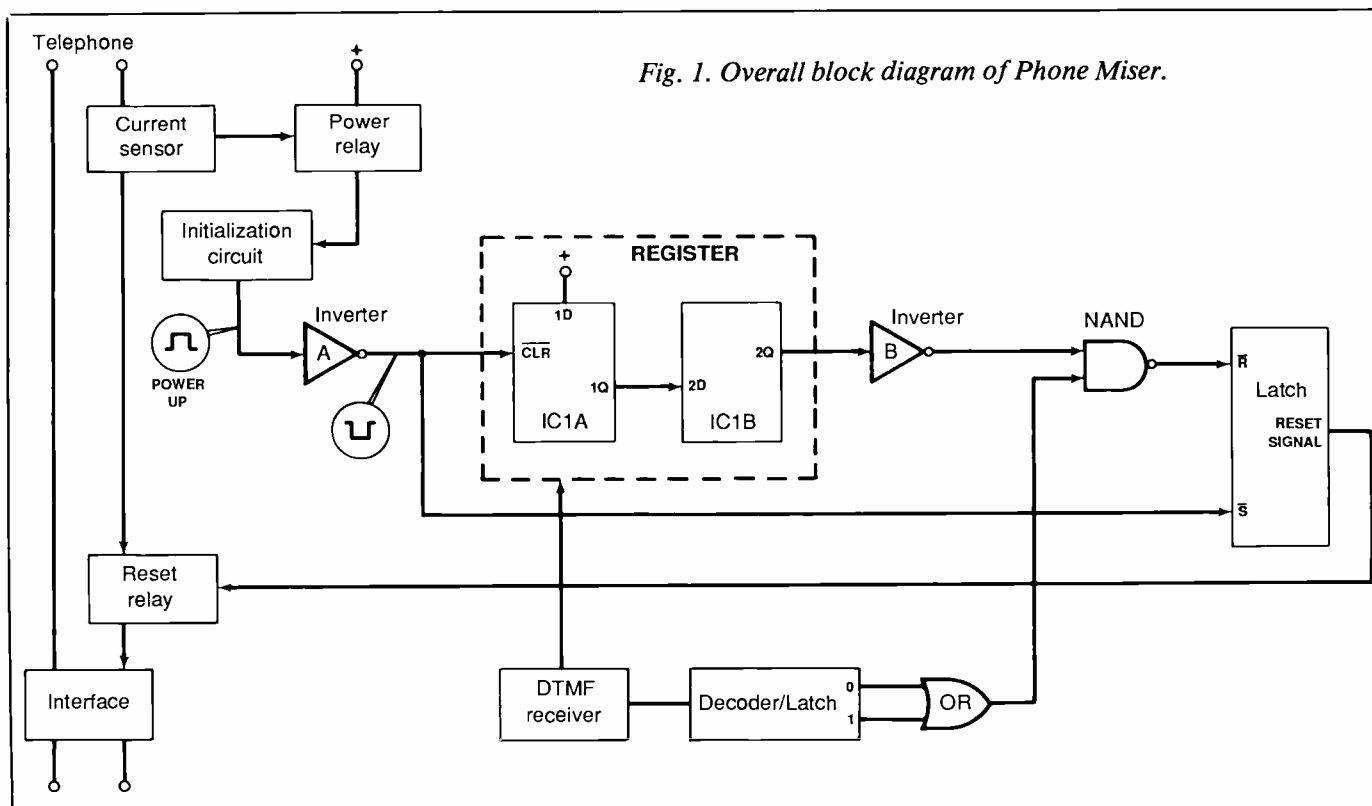 Telephone
+
Fig. 1. Overall block diagram of Phone Miser.
Current
sensor
Power
relay
Initialization
circuit
REGISTER
+
Inverter
1D
Inverter
NAND
A
CLR
2Q
B
R
POWER
UP
1Q
2D
Latch
IC1A
IC1B
RESET
SIGNAL
S
Reset
relay
Interface
DTMF
receiver
Decoder/Latch
0
1
OR